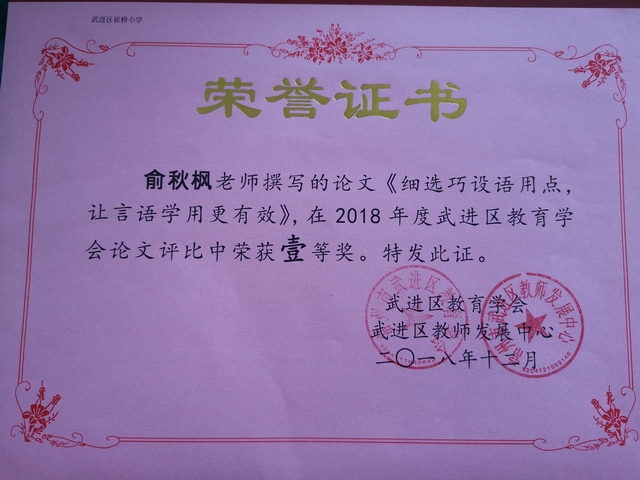 武进区崔桥小学
荣誉证书
俞秋枫老师撰写的论文《细选巧设语用点，
让言语学用更有效》，在2018年度武进区教育学
会论文评比中荣获壹等奖。特发此证。
武进区教育学会
武进区教师发展中心
二〇一八年十二月